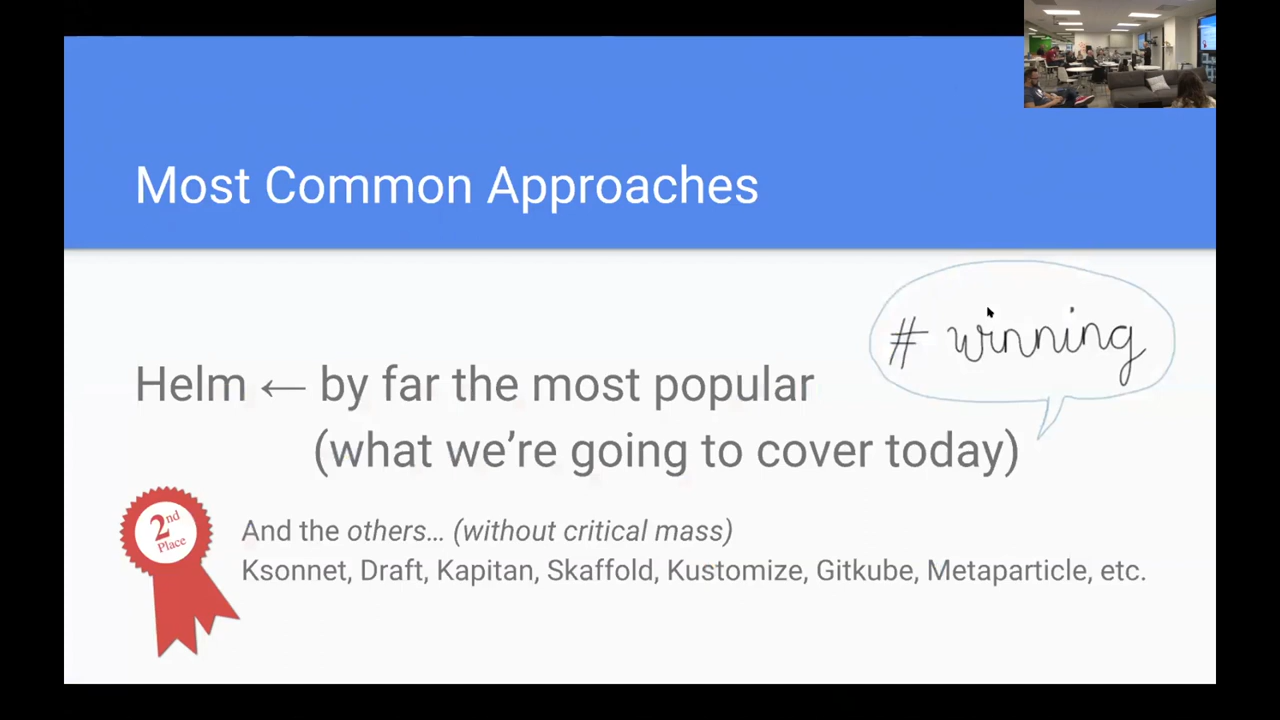 Most Common Approaches
# winning
Helm ← by far the most popular
(what we’re going to cover today)
2nd
Place
And the others... (without critical mass)
Ksonnet, Draft, Kapitan, Skaffold, Kustomize, Gitkube, Metaparticle, etc.